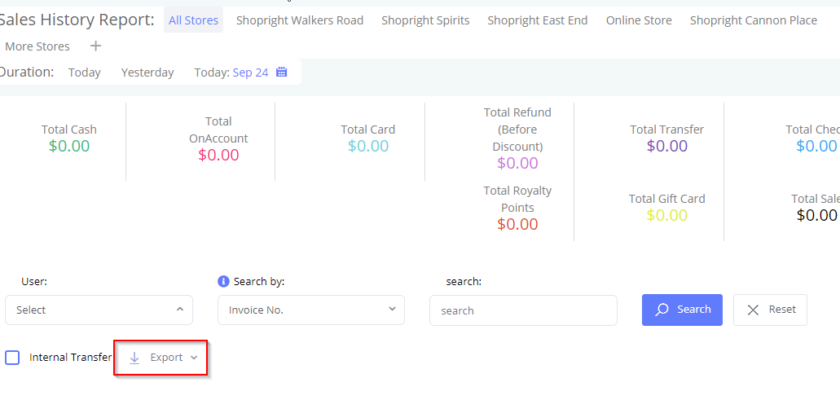 Sales History Report: All Stores Shopright Walkers Road Shopright Spirits Shopright East End Online Store Shopright Cannon Place
More Stores +
Duration: Today Yesterday Today: Sep 24
Total Cash
$0.00
Total
OnAccount
$0.00
Total Card
$0.00
Total Refund
(Before
Discount)
$0.00
Total Transfer
$0.00
Total Chec
$0.00
Total Royalty
Points
$0.00
Total Gift Card
$0.00
Total Sale
$0.00
User: Search by: search:
Select Invoice No. search Search Reset
Internal Transfer Export